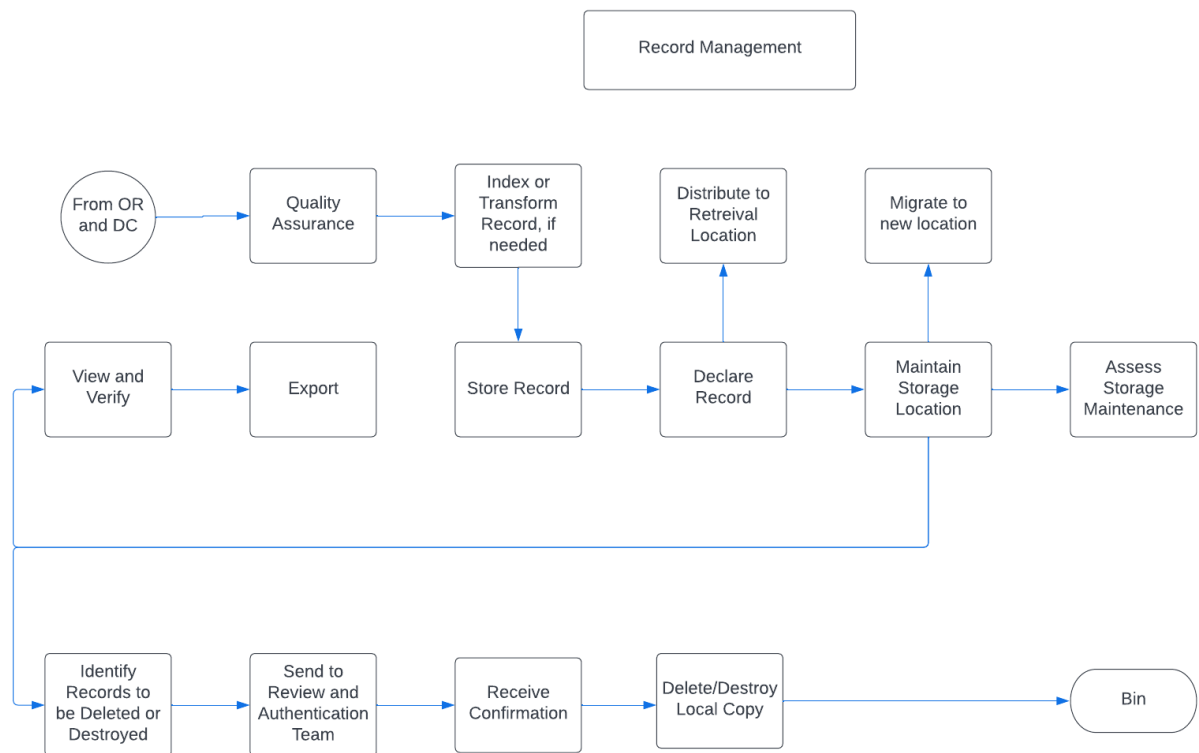 Record Management
From OR
and DC
Quality
Assurance
Index or
Transform
Record, if
needed
Distribute to
Retreival
Location
Migrate to
new location
View and
Verify
Export
Store Record
Declare
Record
Maintain
Storage
Location
Assess
Storage
Maintenance
Identify
Records to
be Deleted or
Destroyed
Send to
Review and
Authentication
Team
Receive
Confirmation
Delete/Destroy
Local Copy
Bin